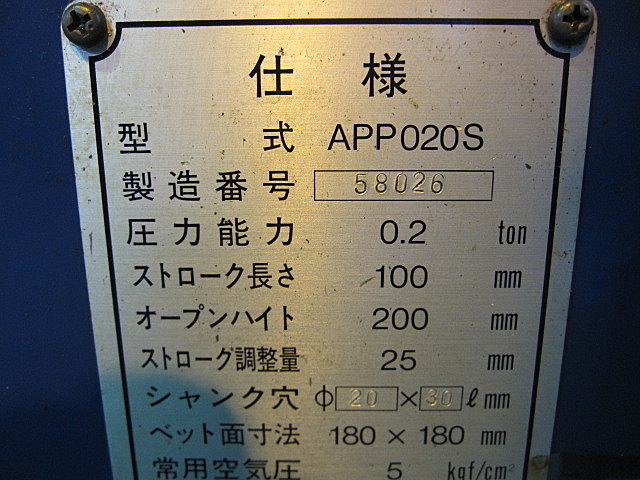 仕様
型式 APP020S
製造番号 58026
圧力能力 0.2 ton
ストローク長さ 100 mm
オープンハイト 200 mm
ストローク調整量 25 mm
シャンク穴 φ20×30ℓmm
ベット面寸法 180×180 mm
常用空気圧 5 kgf/cm²